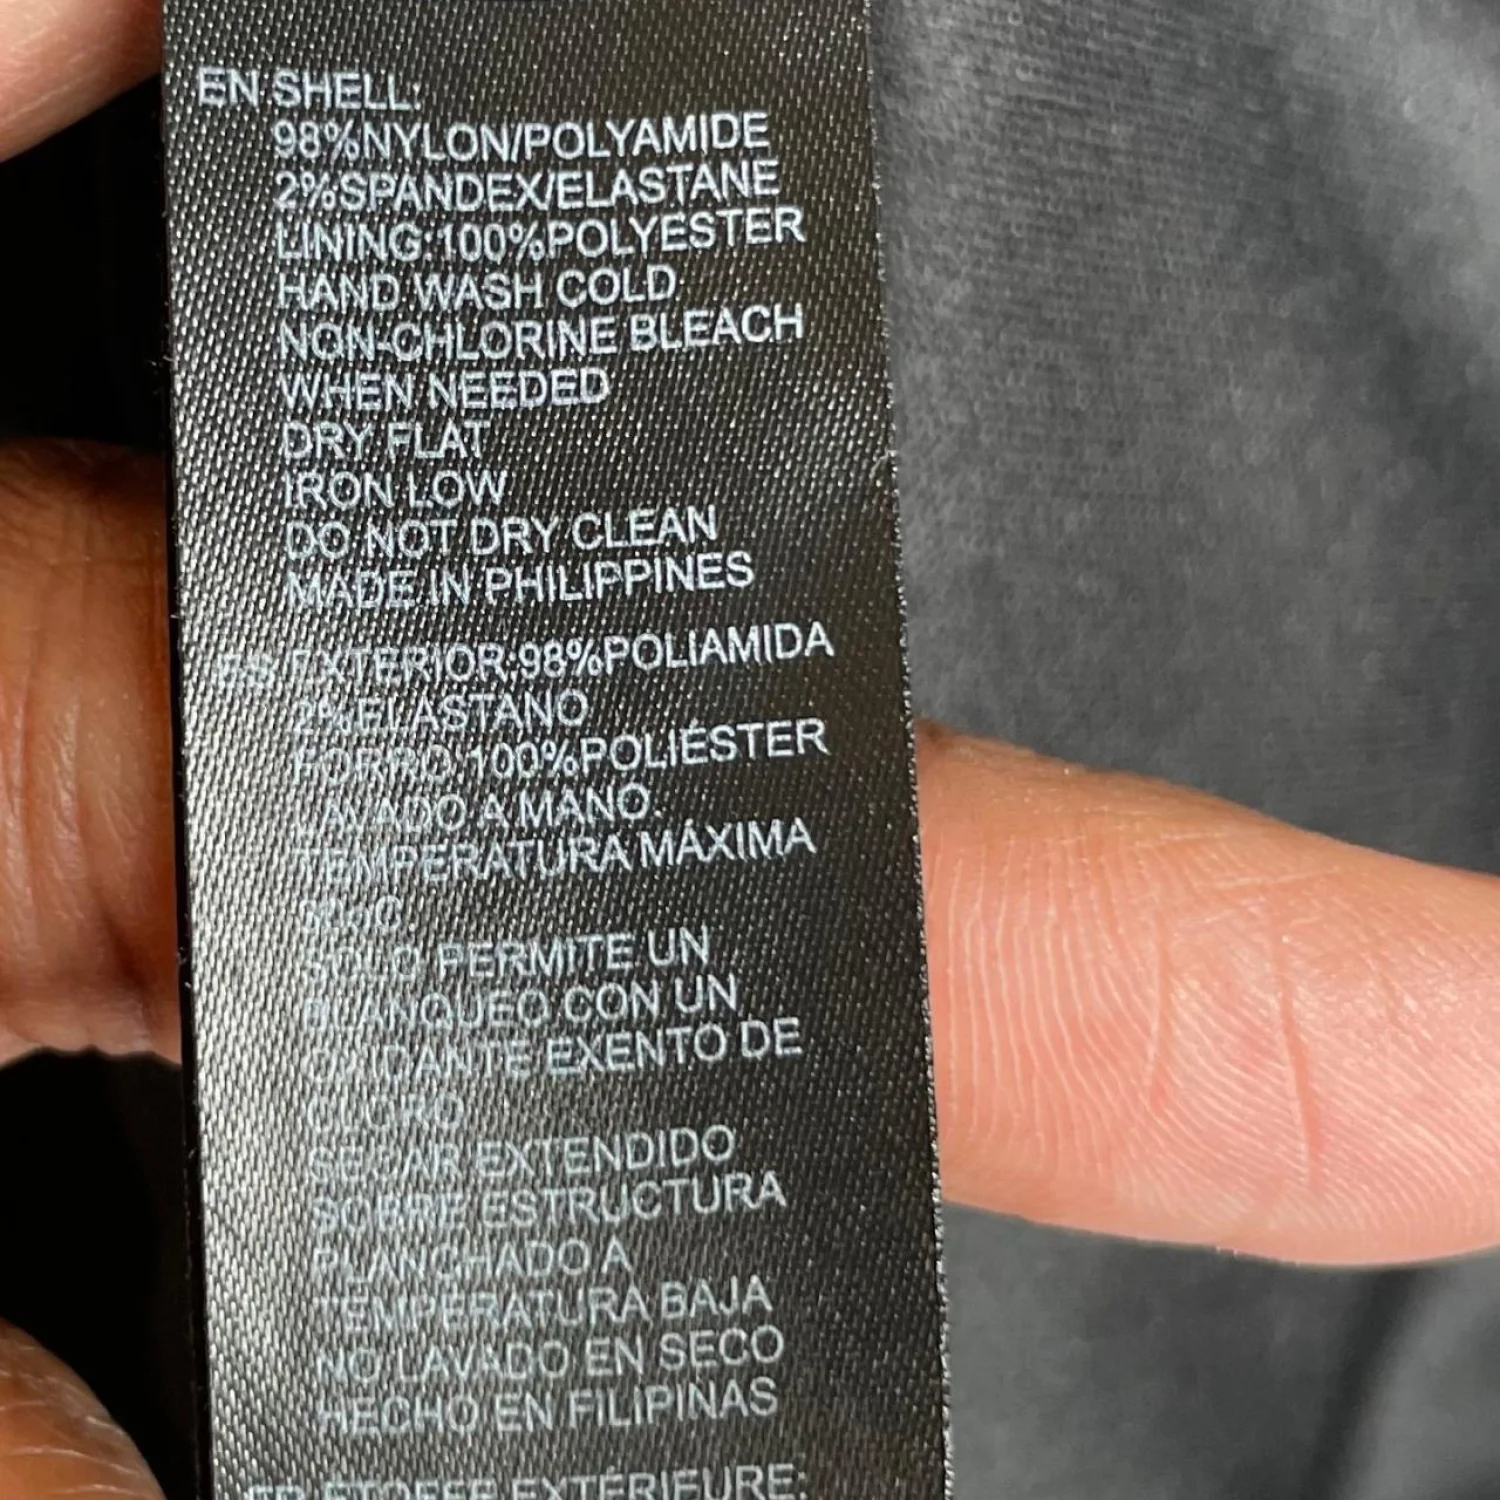 EN SHELL:
98%NYLON/POLYAMIDE
2%SPANDEX/ELASTANE
LINING:100%POLYESTER
HAND WASH COLD
NON-CHLORINE BLEACH
WHEN NEEDED
DRY FLAT
IRON LOW
DO NOT DRY CLEAN
MADE IN PHILIPPINES
ES EXTERIOR:98%POLIAMIDA
2%ELASTANO
FORRO:100%POLIÉSTER
LAVADO A MANO.
TEMPERATURA MÁXIMA
SOLO PERMITE UN
BLANQUEO CON UN
OXIDANTE EXENTO DE
CLORO
SECAR EXTENDIDO
SOBRE ESTRUCTURA
PLANCHADO A
TEMPERATURA BAJA
NO LAVADO EN SECO
HECHO EN FILIPINAS
FR ETOFFE EXTÉRIEURE: